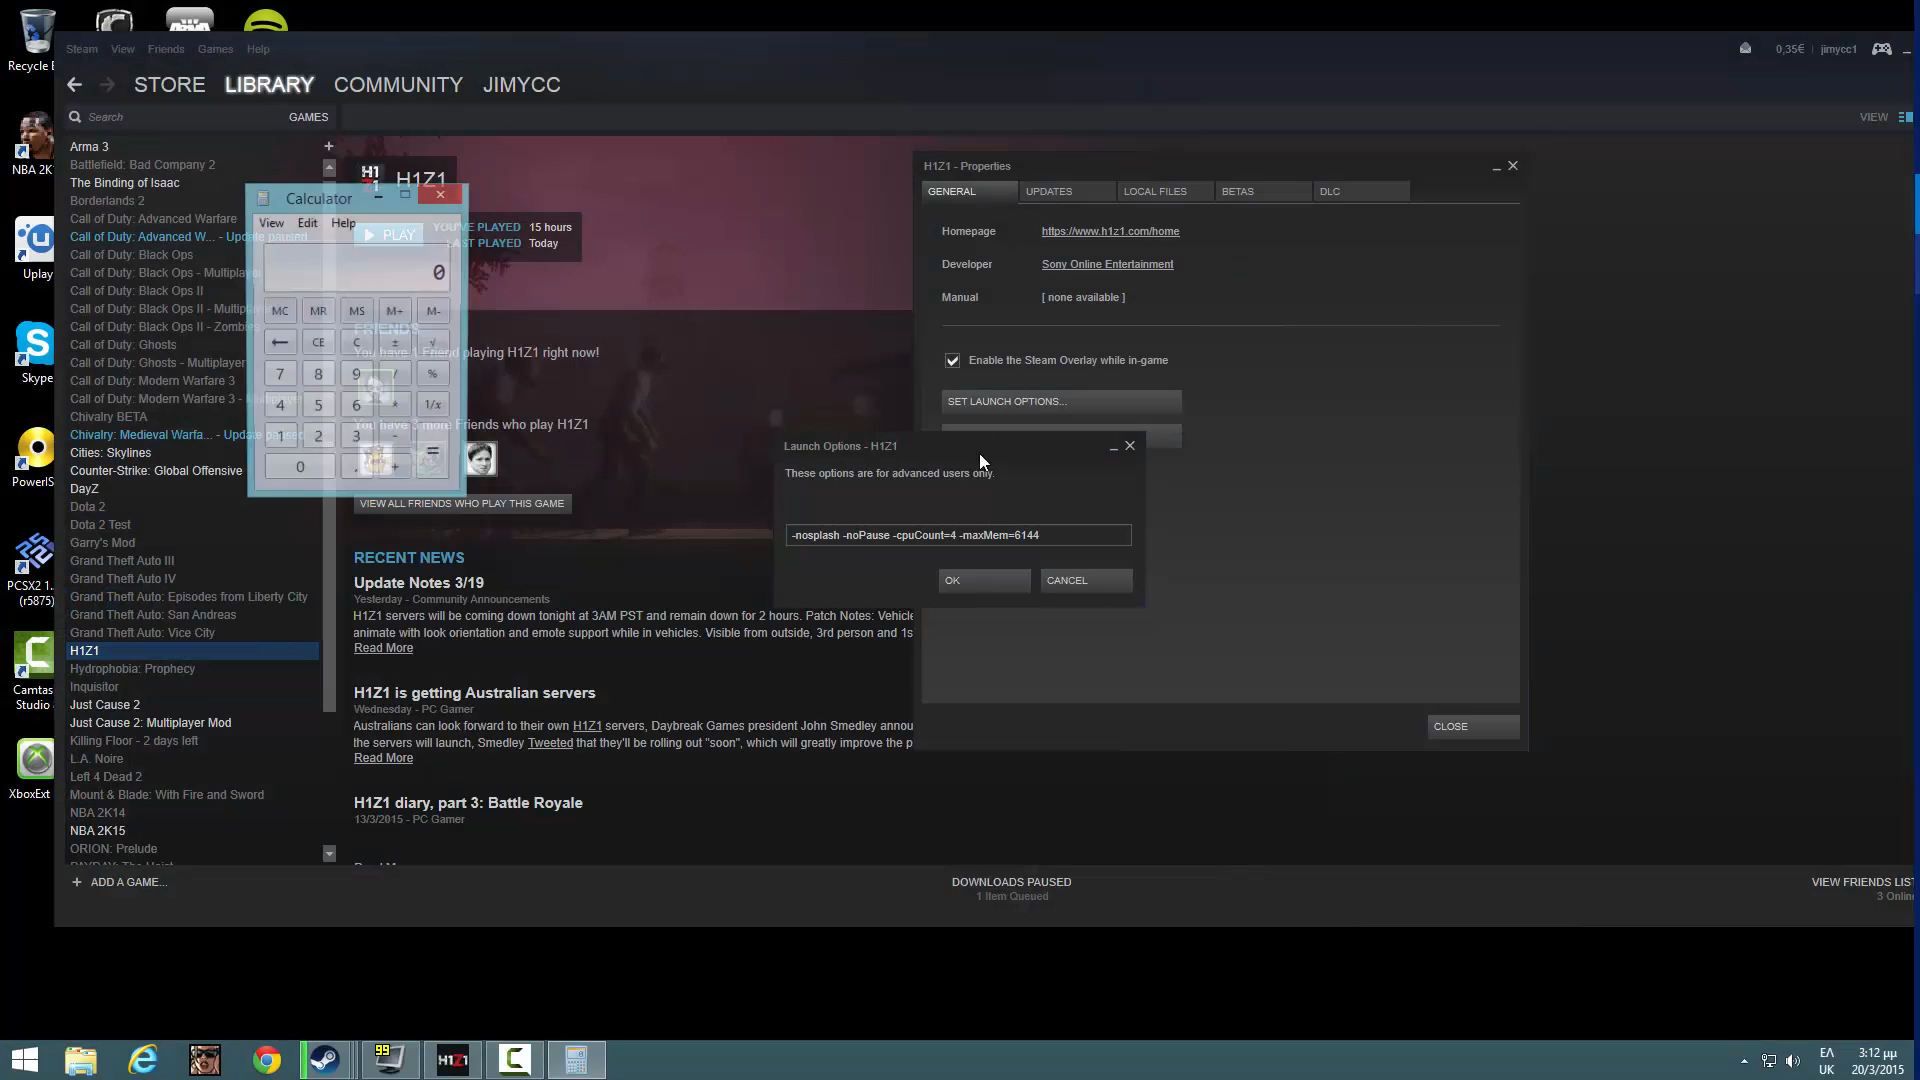 Recycle B
NBA 2K
Uplay
Skype
PowerIS
PCSX2 1.
(r5875)
Camtas
Studio
XboxExt
Steam View Friends Games Help
0,35€ jimycc1
STORE LIBRARY COMMUNITY JIMYCC
Search GAMES
VIEW
Arma 3
Battlefield: Bad Company 2
The Binding of Isaac
Borderlands 2
Call of Duty: Advanced Warfare
Call of Duty: Advanced W... - Update paused
Call of Duty: Black Ops
Call of Duty: Black Ops - Multiplayer
Call of Duty: Black Ops II
Call of Duty: Black Ops II - Multip
Call of Duty: Black Ops II - Zombi
Call of Duty: Ghosts
Call of Duty: Ghosts - Multiplayer
Call of Duty: Modern Warfare 3
Call of Duty: Modern Warfare 3 -
Chivalry BETA
Chivalry: Medieval Warfa... - Update paused
Cities: Skylines
Counter-Strike: Global Offensive
DayZ
Dota 2
Dota 2 Test
Garry's Mod
Grand Theft Auto III
Grand Theft Auto IV
Grand Theft Auto: Episodes from Liberty City
Grand Theft Auto: San Andreas
Grand Theft Auto: Vice City
H1Z1
Hydrophobia: Prophecy
Inquisitor
Just Cause 2
Just Cause 2: Multiplayer Mod
Killing Floor - 2 days left
L.A. Noire
Left 4 Dead 2
Mount & Blade: With Fire and Sword
NBA 2K14
NBA 2K15
ORION: Prelude
+ ADD A GAME...
Calculator
View Edit Help
0
MC MR MS M+ M-
← CE C ± √
7 8 9 / %
4 5 6 * 1/x
1 2 3 - =
0 , +
H1Z1
H1Z1
PLAY
YOU'VE PLAYED 15 hours
LAST PLAYED Today
FRIENDS
You have 1 Friend playing H1Z1 right now!
You have 3 more Friends who play H1Z1
VIEW ALL FRIENDS WHO PLAY THIS GAME
RECENT NEWS
Update Notes 3/19
Yesterday - Community Announcements
H1Z1 servers will be coming down tonight at 3AM PST and remain down for 2 hours. Patch Notes: Vehicle
animate with look orientation and emote support while in vehicles. Visible from outside, 3rd person and 1s
Read More
H1Z1 is getting Australian servers
Wednesday - PC Gamer
Australians can look forward to their own H1Z1 servers, Daybreak Games president John Smedley annou
the servers will launch, Smedley Tweeted that they'll be rolling out "soon", which will greatly improve the p
Read More
H1Z1 diary, part 3: Battle Royale
13/3/2015 - PC Gamer
H1Z1 - Properties
GENERAL UPDATES LOCAL FILES BETAS DLC
Homepage https://www.h1z1.com/home
Developer Sony Online Entertainment
Manual [ none available ]
Enable the Steam Overlay while in-game
SET LAUNCH OPTIONS...
CLOSE
Launch Options - H1Z1
These options are for advanced users only.
-nosplash -noPause -cpuCount=4 -maxMem=6144
OK CANCEL
DOWNLOADS PAUSED
1 Item Queued
VIEW FRIENDS LIST
3 Online
99
H1Z1
ΕΛ
UK
3:12 μμ
20/3/2015